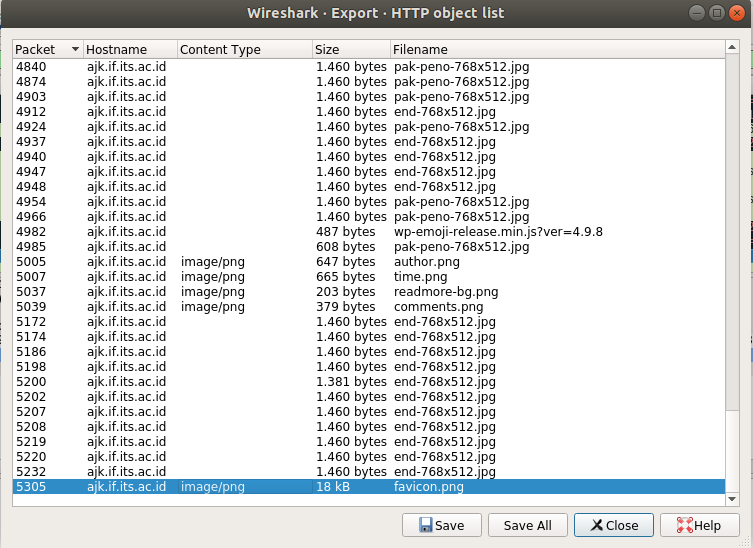 Wireshark · Export · HTTP object list
Packet Hostname Content Type Size Filename
4840 ajk.if.its.ac.id 1.460 bytes pak-peno-768x512.jpg
4874 ajk.if.its.ac.id 1.460 bytes pak-peno-768x512.jpg
4903 ajk.if.its.ac.id 1.460 bytes pak-peno-768x512.jpg
4912 ajk.if.its.ac.id 1.460 bytes end-768x512.jpg
4924 ajk.if.its.ac.id 1.460 bytes pak-peno-768x512.jpg
4937 ajk.if.its.ac.id 1.460 bytes end-768x512.jpg
4940 ajk.if.its.ac.id 1.460 bytes end-768x512.jpg
4947 ajk.if.its.ac.id 1.460 bytes end-768x512.jpg
4948 ajk.if.its.ac.id 1.460 bytes end-768x512.jpg
4954 ajk.if.its.ac.id 1.460 bytes pak-peno-768x512.jpg
4966 ajk.if.its.ac.id 1.460 bytes pak-peno-768x512.jpg
4982 ajk.if.its.ac.id 487 bytes wp-emoji-release.min.js?ver=4.9.8
4985 ajk.if.its.ac.id 608 bytes pak-peno-768x512.jpg
5005 ajk.if.its.ac.id image/png 647 bytes author.png
5007 ajk.if.its.ac.id image/png 665 bytes time.png
5037 ajk.if.its.ac.id image/png 203 bytes readmore-bg.png
5039 ajk.if.its.ac.id image/png 379 bytes comments.png
5172 ajk.if.its.ac.id 1.460 bytes end-768x512.jpg
5174 ajk.if.its.ac.id 1.460 bytes end-768x512.jpg
5186 ajk.if.its.ac.id 1.460 bytes end-768x512.jpg
5198 ajk.if.its.ac.id 1.460 bytes end-768x512.jpg
5200 ajk.if.its.ac.id 1.381 bytes end-768x512.jpg
5202 ajk.if.its.ac.id 1.460 bytes end-768x512.jpg
5207 ajk.if.its.ac.id 1.460 bytes end-768x512.jpg
5208 ajk.if.its.ac.id 1.460 bytes end-768x512.jpg
5219 ajk.if.its.ac.id 1.460 bytes end-768x512.jpg
5220 ajk.if.its.ac.id 1.460 bytes end-768x512.jpg
5232 ajk.if.its.ac.id 1.460 bytes end-768x512.jpg
5305 ajk.if.its.ac.id image/png 18 kB favicon.png
Save Save All Close Help